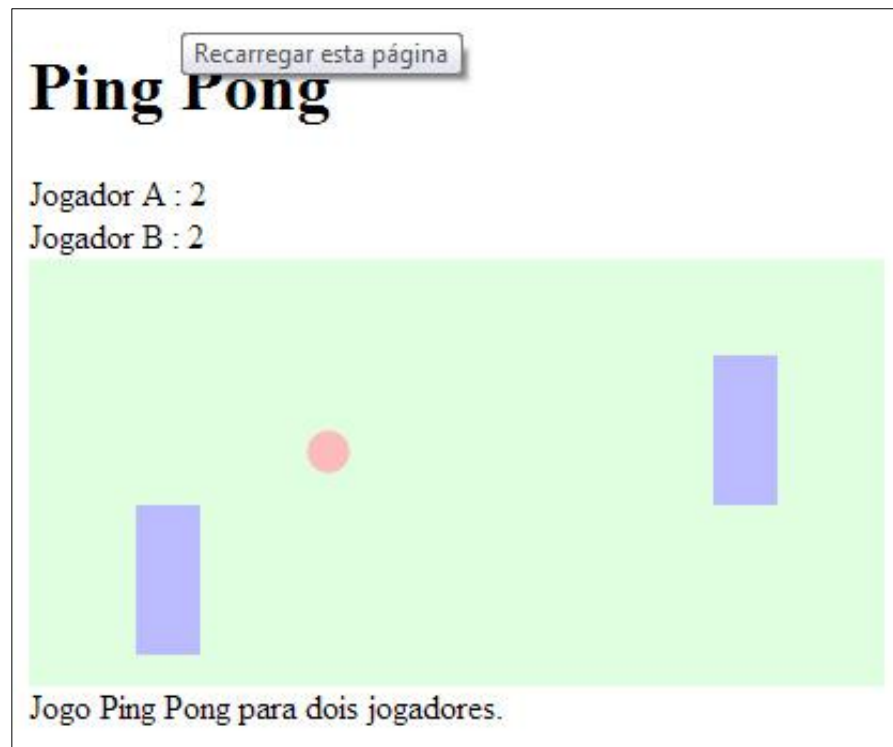 Recarregar esta página
Ping Pong
Jogador A : 2
Jogador B : 2
Jogo Ping Pong para dois jogadores.